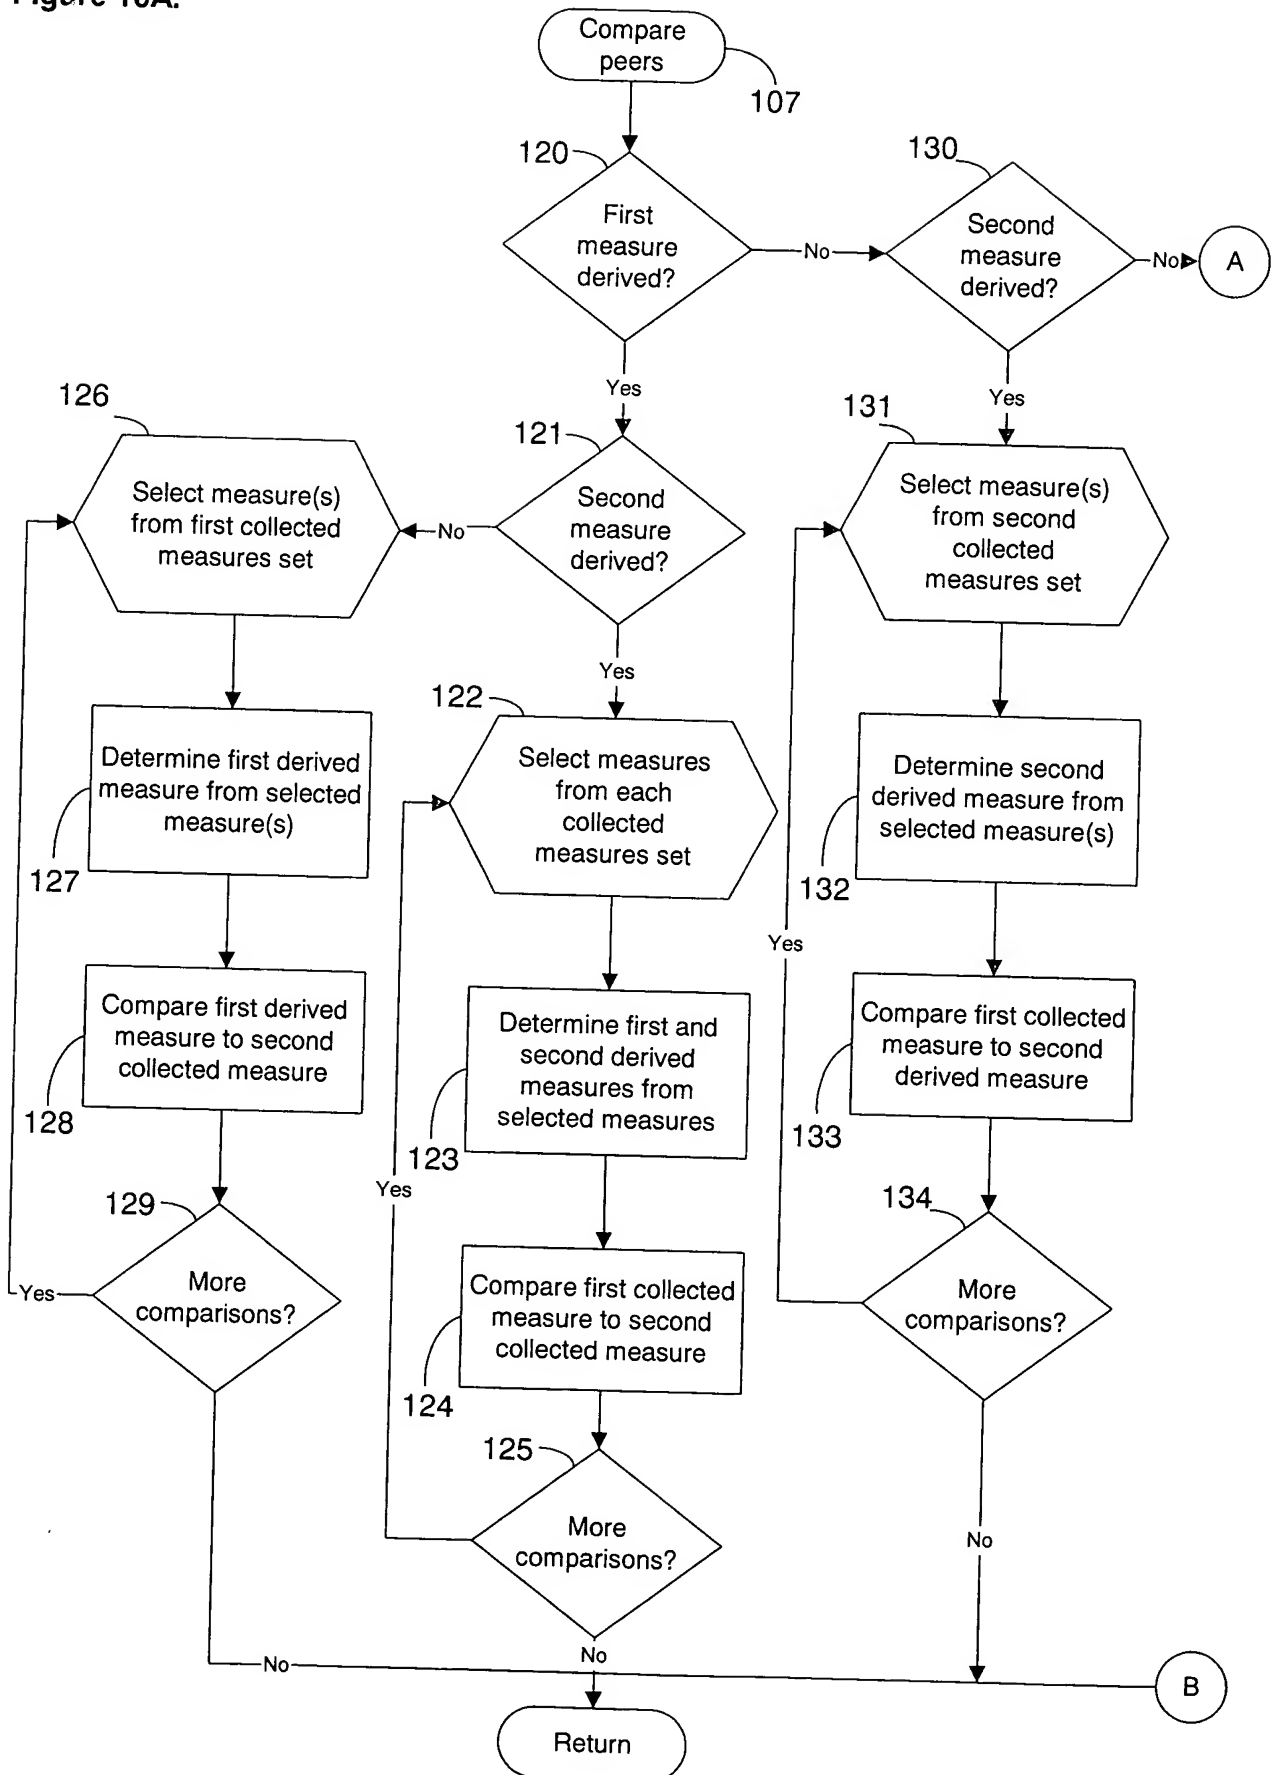 Figure 10A.
Compare
peers
107
120
First
measure
derived?
No
130
Second
measure
derived?
No
A
Yes
Yes
126
Select measure(s)
from first collected
measures set
No
121
Second
measure
derived?
131
Select measure(s)
from second
collected
measures set
Yes
122
Select measures
from each
collected
measures set
Determine first derived
measure from selected
measure(s)
127
Determine second
derived measure from
selected measure(s)
132
Yes
Compare first derived
measure to second
collected measure
128
Determine first and
second derived
measures from
selected measures
123
Compare first collected
measure to second
derived measure
133
Yes
129
More
comparisons?
Yes
134
More
comparisons?
Compare first collected
measure to second
collected measure
124
125
More
comparisons?
No
No
No
B
Return